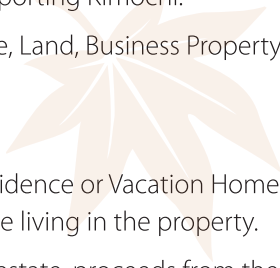 porting Kimochi.
e, Land, Business Property
idence or Vacation Home
e living in the property.
estate, proceeds from the